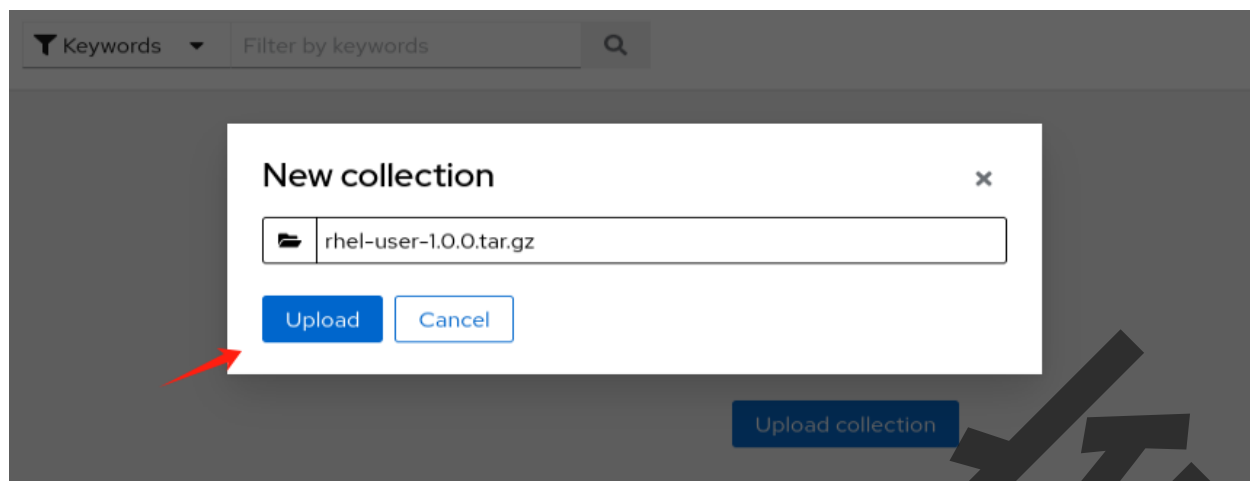 Keywords Filter by keywords
New collection
rhel-user-1.0.0.tar.gz
Upload Cancel
Upload collection